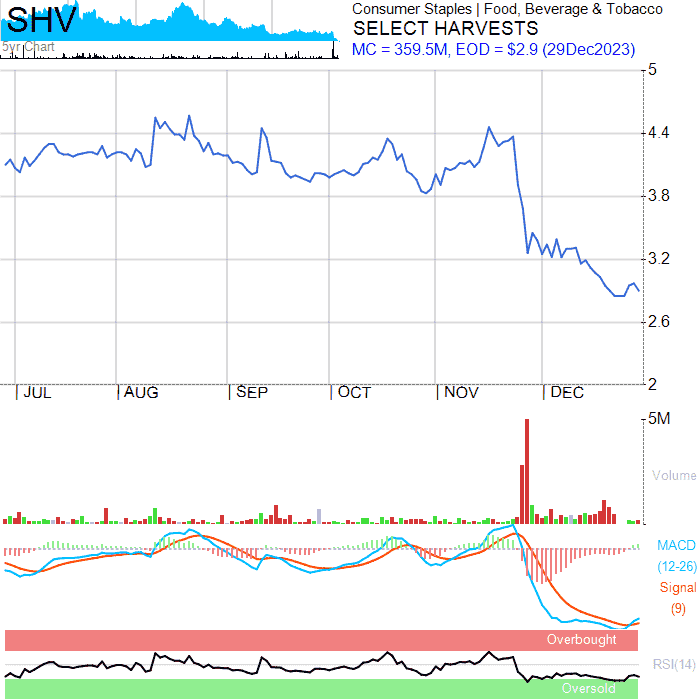 SHV
5yr Chart
Consumer Staples | Food, Beverage & Tobacco
SELECT HARVESTS
MC = 359.5M, EOD = $2.9 (29Dec2023)
5
4.4
3.8
3.2
2.6
2
JUL
AUG
SEP
OCT
NOV
DEC
5M
Volume
MACD
(12-26)
Signal
(9)
Overbought
RSI(14)
Oversold